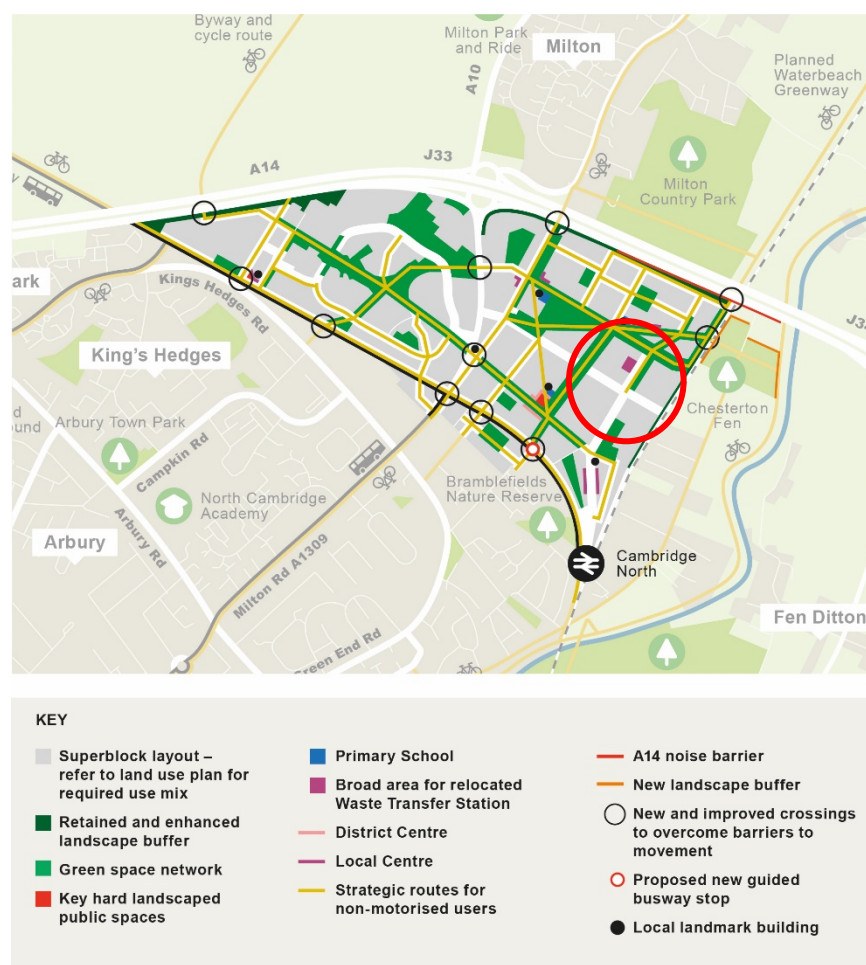 Byway and
cycle route
Milton Park
and Ride
Milton
A10
Planned
Waterbeach
Greenway
J33
A14
Milton
Country Park
ark
Kings Hedges Rd
King's Hedges
Chesterton
Fen
Arbury Town Park
Campkin Rd
North Cambridge
Academy
Bramblefields
Nature Reserve
Arbury
Arbury Rd
Milton Rd A1309
Cambridge
North
Green End Rd
Fen Ditton
KEY
Superblock layout –
refer to land use plan for
required use mix
Retained and enhanced
landscape buffer
Green space network
Key hard landscaped
public spaces
Primary School
Broad area for relocated
Waste Transfer Station
District Centre
Local Centre
Strategic routes for
non-motorised users
A14 noise barrier
New landscape buffer
New and improved crossings
to overcome barriers to
movement
Proposed new guided
busway stop
Local landmark building